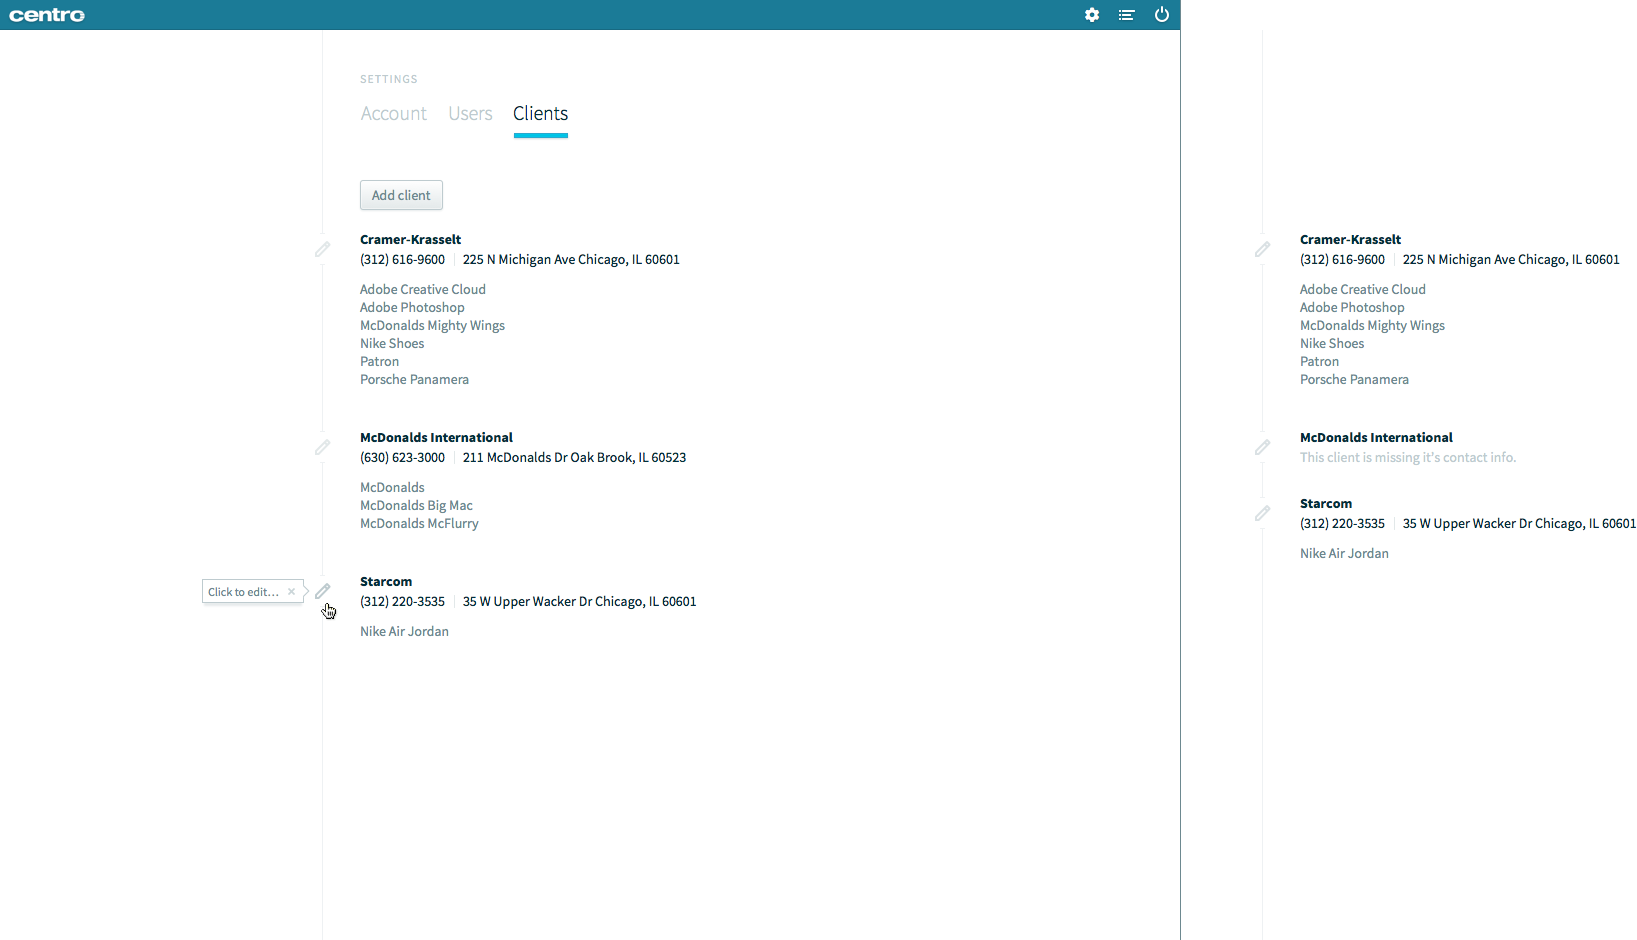 centro
SETTINGS
Account Users Clients
Add client
Cramer-Krasselt
(312) 616-9600 225 N Michigan Ave Chicago, IL 60601
Adobe Creative Cloud
Adobe Photoshop
McDonalds Mighty Wings
Nike Shoes
Patron
Porsche Panamera
McDonalds International
(630) 623-3000 211 McDonalds Dr Oak Brook, IL 60523
McDonalds
McDonalds Big Mac
McDonalds McFlurry
Click to edit... ×
Starcom
(312) 220-3535 35 W Upper Wacker Dr Chicago, IL 60601
Nike Air Jordan
Cramer-Krasselt
(312) 616-9600 225 N Michigan Ave Chicago, IL 60601
Adobe Creative Cloud
Adobe Photoshop
McDonalds Mighty Wings
Nike Shoes
Patron
Porsche Panamera
McDonalds International
This client is missing it's contact info.
Starcom
(312) 220-3535 35 W Upper Wacker Dr Chicago, IL 60601
Nike Air Jordan